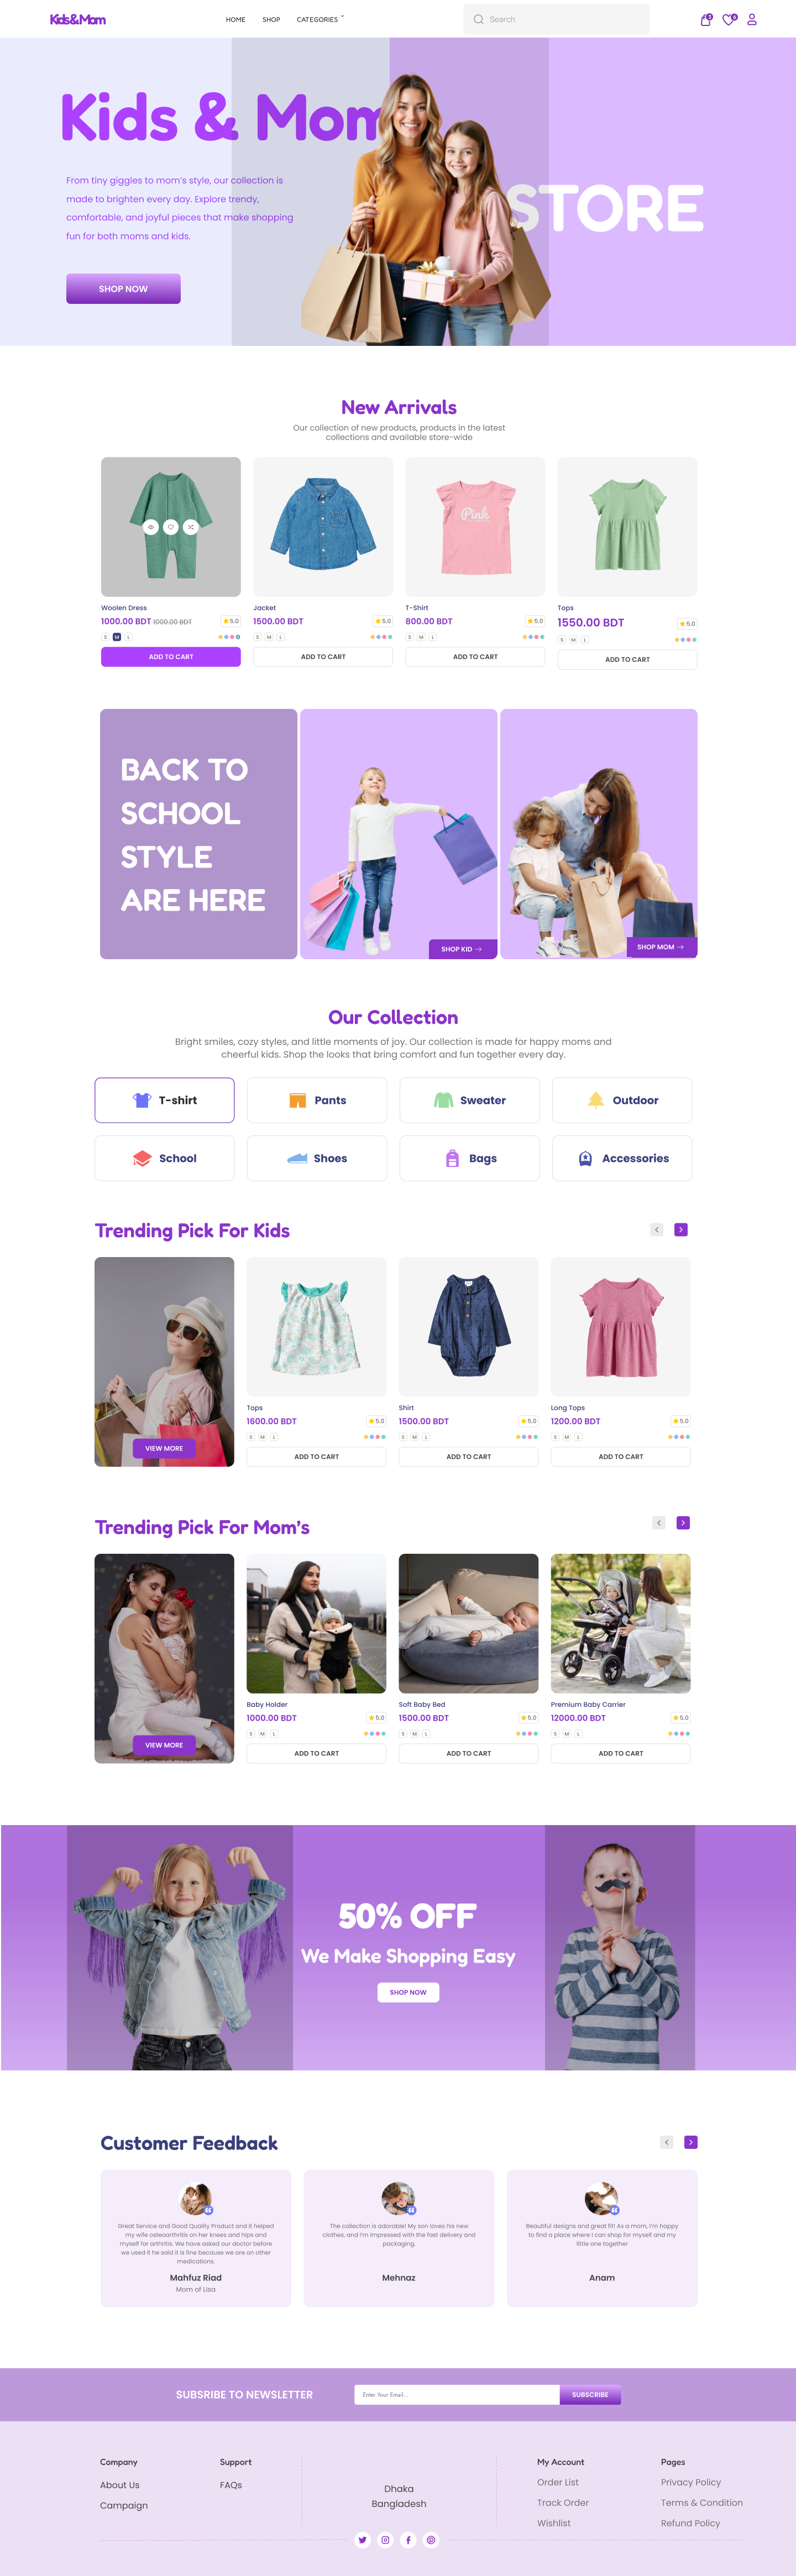 Kids&Mom
HOME
SHOP
CATEGORIES
Search
Kids & Mom
STORE
From tiny giggles to mom's style, our collection is
made to brighten every day. Explore trendy,
comfortable, and joyful pieces that make shopping
fun for both moms and kids.
SHOP NOW
New Arrivals
Our collection of new products, products in the latest
collections and available store-wide
Pink
Woolen Dress
1000.00 BDT 1000.00 BDT
5.0
S M L
ADD TO CART
Jacket
1500.00 BDT
5.0
S M L
ADD TO CART
T-Shirt
800.00 BDT
5.0
S M L
ADD TO CART
Tops
1550.00 BDT
5.0
S M L
ADD TO CART
BACK TO
SCHOOL
STYLE
ARE HERE
SHOP KID
SHOP MOM
Our Collection
Bright smiles, cozy styles, and little moments of joy. Our collection is made for happy moms and
cheerful kids. Shop the looks that bring comfort and fun together every day.
T-shirt
Pants
Sweater
Outdoor
School
Shoes
Bags
Accessories
Trending Pick For Kids
VIEW MORE
Tops
1600.00 BDT
5.0
S M L
ADD TO CART
Shirt
1500.00 BDT
5.0
S M L
ADD TO CART
Long Tops
1200.00 BDT
5.0
S M L
ADD TO CART
Trending Pick For Mom's
VIEW MORE
Baby Holder
1000.00 BDT
5.0
S M L
ADD TO CART
Soft Baby Bed
1500.00 BDT
5.0
S M L
ADD TO CART
Premium Baby Carrier
12000.00 BDT
5.0
S M L
ADD TO CART
50% OFF
We Make Shopping Easy
SHOP NOW
Customer Feedback
Great Service and Good Quality Product and it helped
my wife osteoarthritis on her knees and hips and
myself for arthritis. We have asked our doctor before
we used it he said it is fine because we are on other
medications.
Mahfuz Riad
Mom of Lisa
The collection is adorable! My son loves his new
clothes, and I'm impressed with the fast delivery and
packaging.
Mehnaz
Beautiful designs and great fit! As a mom, I'm happy
to find a place where I can shop for myself and my
little one together
Anam
SUBSRIBE TO NEWSLETTER
Enter Your Email...
SUBSCRIBE
Company
About Us
Campaign
Support
FAQs
Dhaka
Bangladesh
My Account
Order List
Track Order
Wishlist
Pages
Privacy Policy
Terms & Condition
Refund Policy